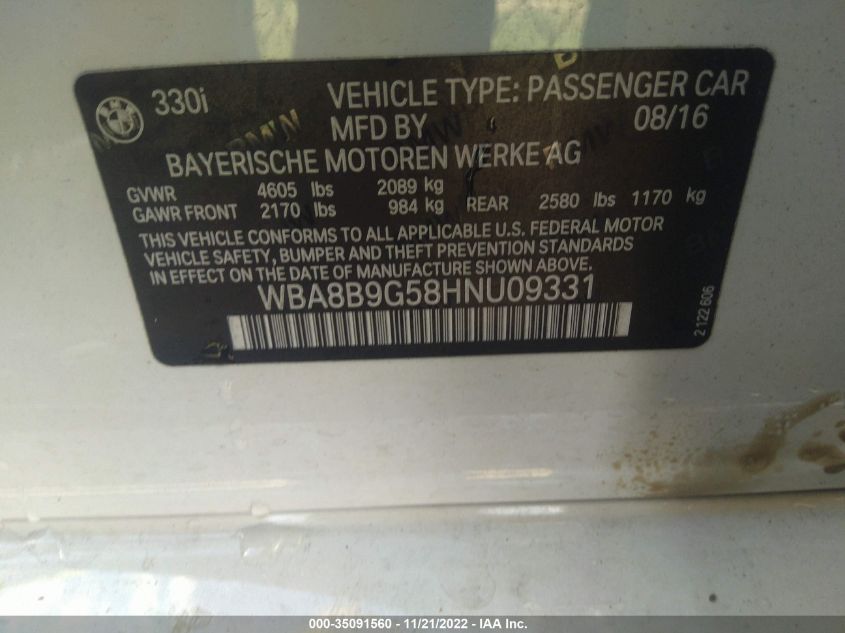 330i VEHICLE TYPE: PASSENGER CAR
MFD BY 08/16
BAYERISCHE MOTOREN WERKE AG
GVWR 4605 lbs 2089 kg
GAWR FRONT 2170 lbs 984 kg REAR 2580 lbs 1170 kg
THIS VEHICLE CONFORMS TO ALL APPLICABLE U.S. FEDERAL MOTOR
VEHICLE SAFETY, BUMPER AND THEFT PREVENTION STANDARDS
IN EFFECT ON THE DATE OF MANUFACTURE SHOWN ABOVE.
WBA8B9G58HNU09331
2 122 606
000-35091560 - 11/21/2022 - IAA Inc.